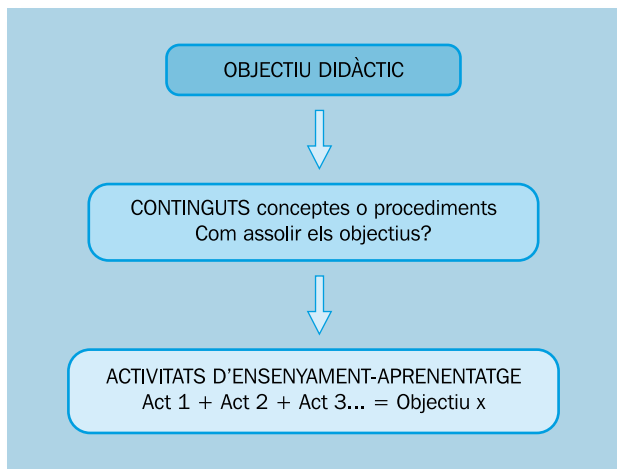 OBJECTIU DIDÀCTIC
CONTINGUTS conceptes o procediments
Com assolir els objectius?
ACTIVITATS D'ENSENYAMENT-APRENENTATGE
Act 1 + Act 2 + Act 3... = Objectiu x